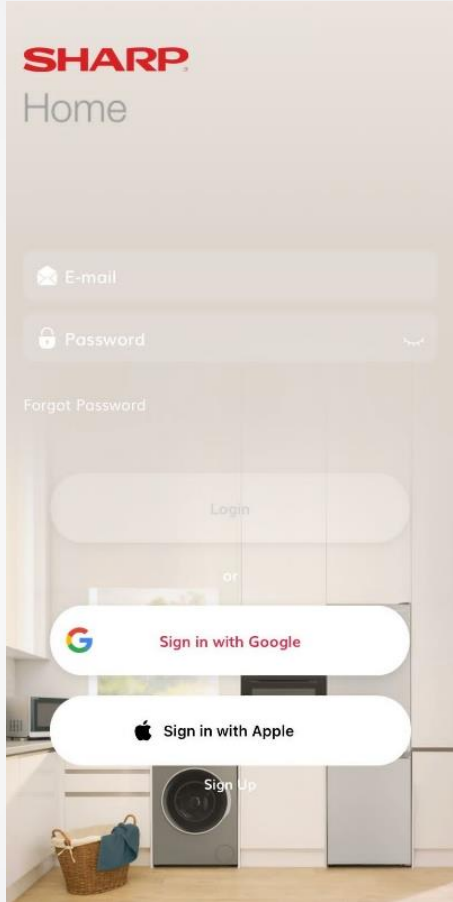 SHARP
Home
E-mail
Password
Forgot Password
Login
or
Sign in with Google
Sign in with Apple
Sign Up